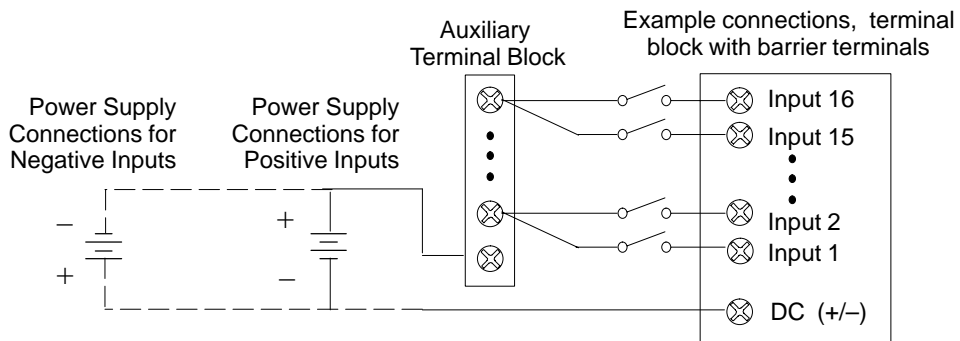 Example connections, terminal
block with barrier terminals
Auxiliary
Terminal Block
Power Supply
Connections for
Negative Inputs
Power Supply
Connections for
Positive Inputs
Input 16
Input 15
Input 2
Input 1
DC (+/–)
–
+
+
–